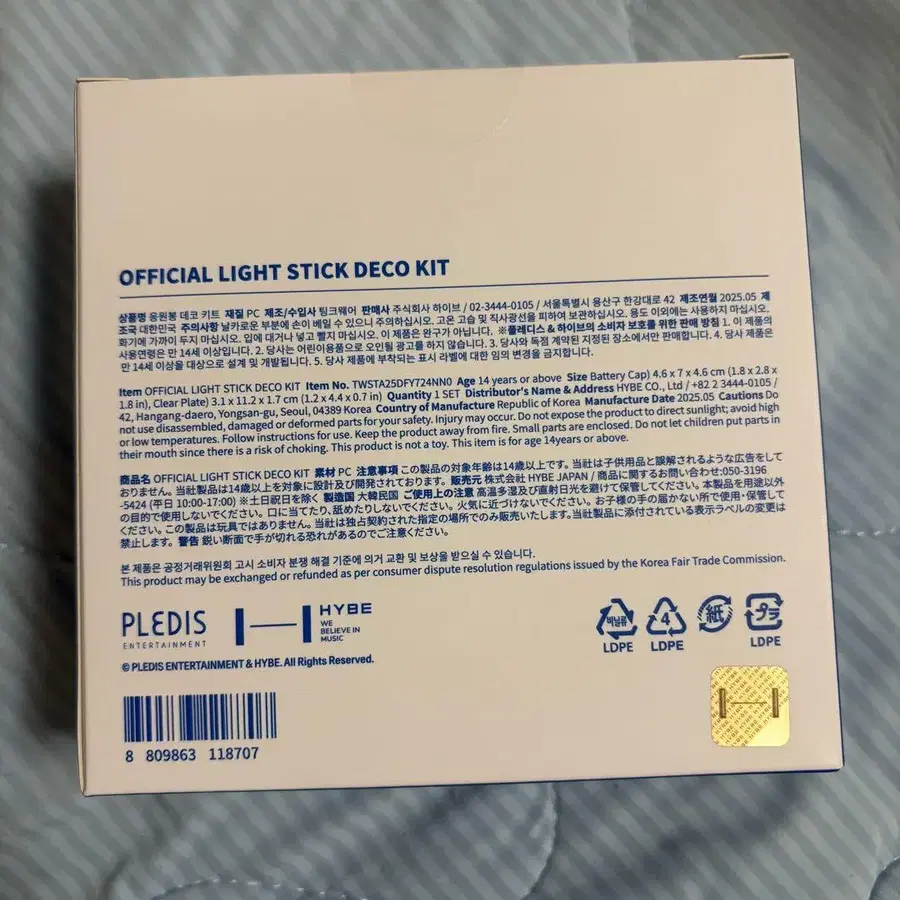 OFFICIAL LIGHT STICK DECO KIT
상품명 응원봉 데코 키트 재질 PC 제조/수입사 링크웨어 판매사 주식회사 하이브 / 02-3444-0105 / 서울특별시 용산구 한강대로 42 제조연월 2025.05 제
조국 대한민국 주의사항 날카로운 부분에 손이 베일 수 있으니 주의하십시오. 고온 고습 및 직사광선을 피하여 보관하십시오. 용도 이외에는 사용하지 마십시오.
화기에 가까이 두지 마십시오. 입에 대거나 넣고 빨지 마십시오. 이 제품은 완구가 아닙니다. ※플레디스 & 하이브의 소비자 보호를 위한 판매 방침 1. 이 제품의
사용연령은 만 14세 이상입니다. 2. 당사는 어린이용품으로 오인될 광고를 하지 않습니다. 3. 당사와 독점 계약된 지정된 장소에서만 판매합니다. 4. 당사 제품은
만 14세 이상을 대상으로 설계 및 개발됩니다. 5. 당사 제품에 부착되는 표시 라벨에 대한 임의 변경을 금지합니다.
Item OFFICIAL LIGHT STICK DECO KIT Item No. TWSTA25DFY724NN0 Age 14 years or above Size Battery Cap) 4.6 x 7 x 4.6 cm (1.8 x 2.8 x
1.8 in), Clear Plate) 3.1 x 11.2 x 1.7 cm (1.2 x 4.4 x 0.7 in) Quantity 1 SET Distributor's Name & Address HYBE CO., Ltd / +82 2 3444-0105 /
42, Hangang-daero, Yongsan-gu, Seoul, 04389 Korea Country of Manufacture Republic of Korea Manufacture Date 2025.05 Cautions Do
not use disassembled, damaged or deformed parts for your safety. Injury may occur. Do not expose the product to direct sunlight; avoid high
or low temperatures. Follow instructions for use. Keep the product away from fire. Small parts are enclosed. Do not let children put parts in
their mouth since there is a risk of choking. This product is not a toy. This item is for age 14years or above.
商品名 OFFICIAL LIGHT STICK DECO KIT 素材 PC 注意事項 この製品の対象年齢は14歳以上です。当社は子供用品と誤解されるような広告をして
おりません。当社製品は14歳以上を対象に設計及び開発されております。販売元 株式会社 HYBE JAPAN / 商品に関するお問い合わせ:050-3196
-5424 (平日 10:00-17:00) ※土日祝日を除く 製造国 大韓民国 ご使用上の注意 高温多湿及び直射日光を避けて保管してください。本製品を用途以外
の目的で使用しないでください。口に当てたり、舐めたりしないでください。火気に近づけないでください。お子様の手の届かない所で使用・保管して
ください。この製品は玩具ではありません。当社は独占契約された指定の場所でのみ販売いたします。当社製品に添付されている表示ラベルの変更は
禁止します。警告 鋭い断面で手が切れる恐れがあるのでご注意ください。
본 제품은 공정거래위원회 고시 소비자 분쟁 해결 기준에 의거 교환 및 보상을 받으실 수 있습니다.
This product may be exchanged or refunded as per consumer dispute resolution regulations issued by the Korea Fair Trade Commission.
PLEDIS
ENTERTAINMENT
HYBE
WE
BELIEVE IN
MUSIC
비닐류 LDPE
4 LDPE
紙
プラ LDPE
© PLEDIS ENTERTAINMENT & HYBE. All Rights Reserved.
8 809863 118707
HYBE